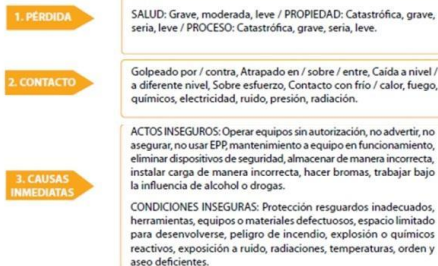 1. PÉRDIDA
SALUD: Grave, moderada, leve / PROPIEDAD: Catastrófica, grave,
seria, leve / PROCESO: Catastrófica, grave, seria, leve.
2. CONTACTO
Golpeado por / contra, Atrapado en / sobre / entre, Caída a nivel /
a diferente nivel, Sobre esfuerzo, Contacto con frío / calor, fuego,
químicos, electricidad, ruido, presión, radiación.
3. CAUSAS
INMEDIATAS
ACTOS INSEGUROS: Operar equipos sin autorización, no advertir, no
asegurar, no usar EPP, mantenimiento a equipo en funcionamiento,
eliminar dispositivos de seguridad, almacenar de manera incorrecta,
instalar carga de manera incorrecta, hacer bromas, trabajar bajo
la influencia de alcohol o drogas.
CONDICIONES INSEGURAS: Protección resguardos inadecuados,
herramientas, equipos o materiales defectuosos, espacio limitado
para desenvolverse, peligro de incendio, explosión o químicos
reactivos, exposición a ruido, radiaciones, temperaturas, orden y
aseo deficientes.